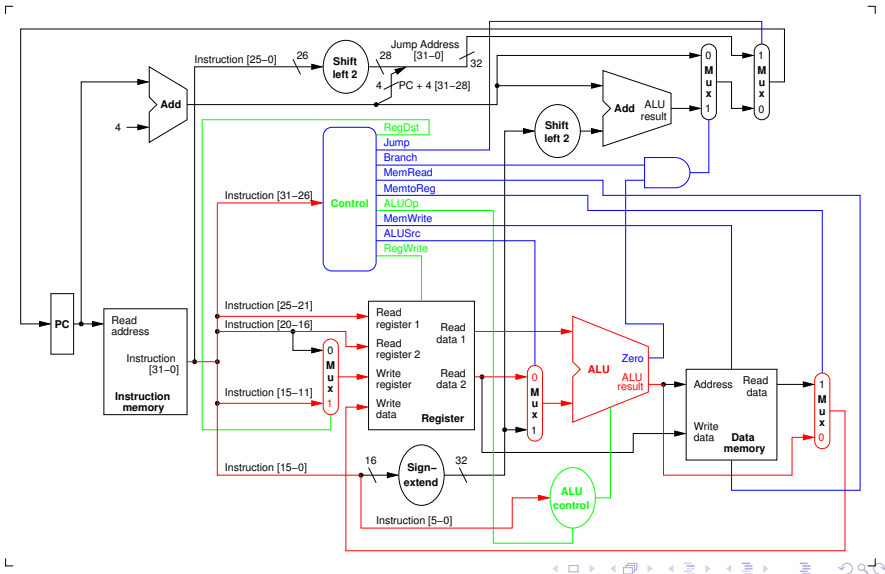 Instruction [25−0]
26
Shift
left 2
28
Jump Address
[31−0]
32
4
PC + 4 [31−28]
Add
4
0
M
u
x
1
1
M
u
x
0
Add
ALU
result
Shift
left 2
RegDst
Jump
Branch
MemRead
MemtoReg
ALUOp
MemWrite
ALUSrc
RegWrite
Control
Instruction [31−26]
PC
Read
address
Instruction
[31−0]
Instruction
memory
Instruction [25−21]
Instruction [20−16]
Instruction [15−11]
0
M
u
x
1
Read
register 1
Read
register 2
Write
register
Write
data
Read
data 1
Read
data 2
Register
0
M
u
x
1
ALU
Zero
ALU
result
Address
Read
data
Write
data
Data
memory
1
M
u
x
0
Instruction [15−0]
16
Sign−
extend
32
ALU
control
Instruction [5−0]